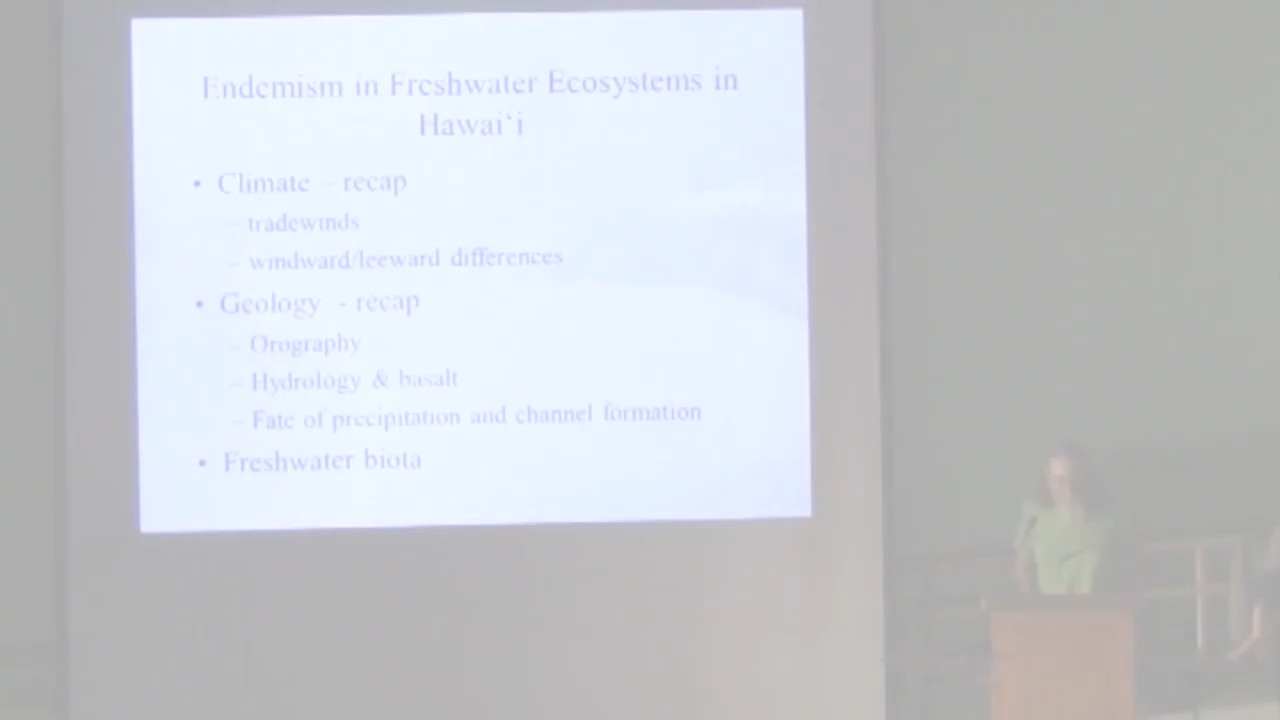 Endemism in Freshwater Ecosystems in
Hawai‘i
• Climate – recap
– tradewinds
– windward/leeward differences
• Geology - recap
– Orography
– Hydrology & basalt
– Fate of precipitation and channel formation
• Freshwater biota